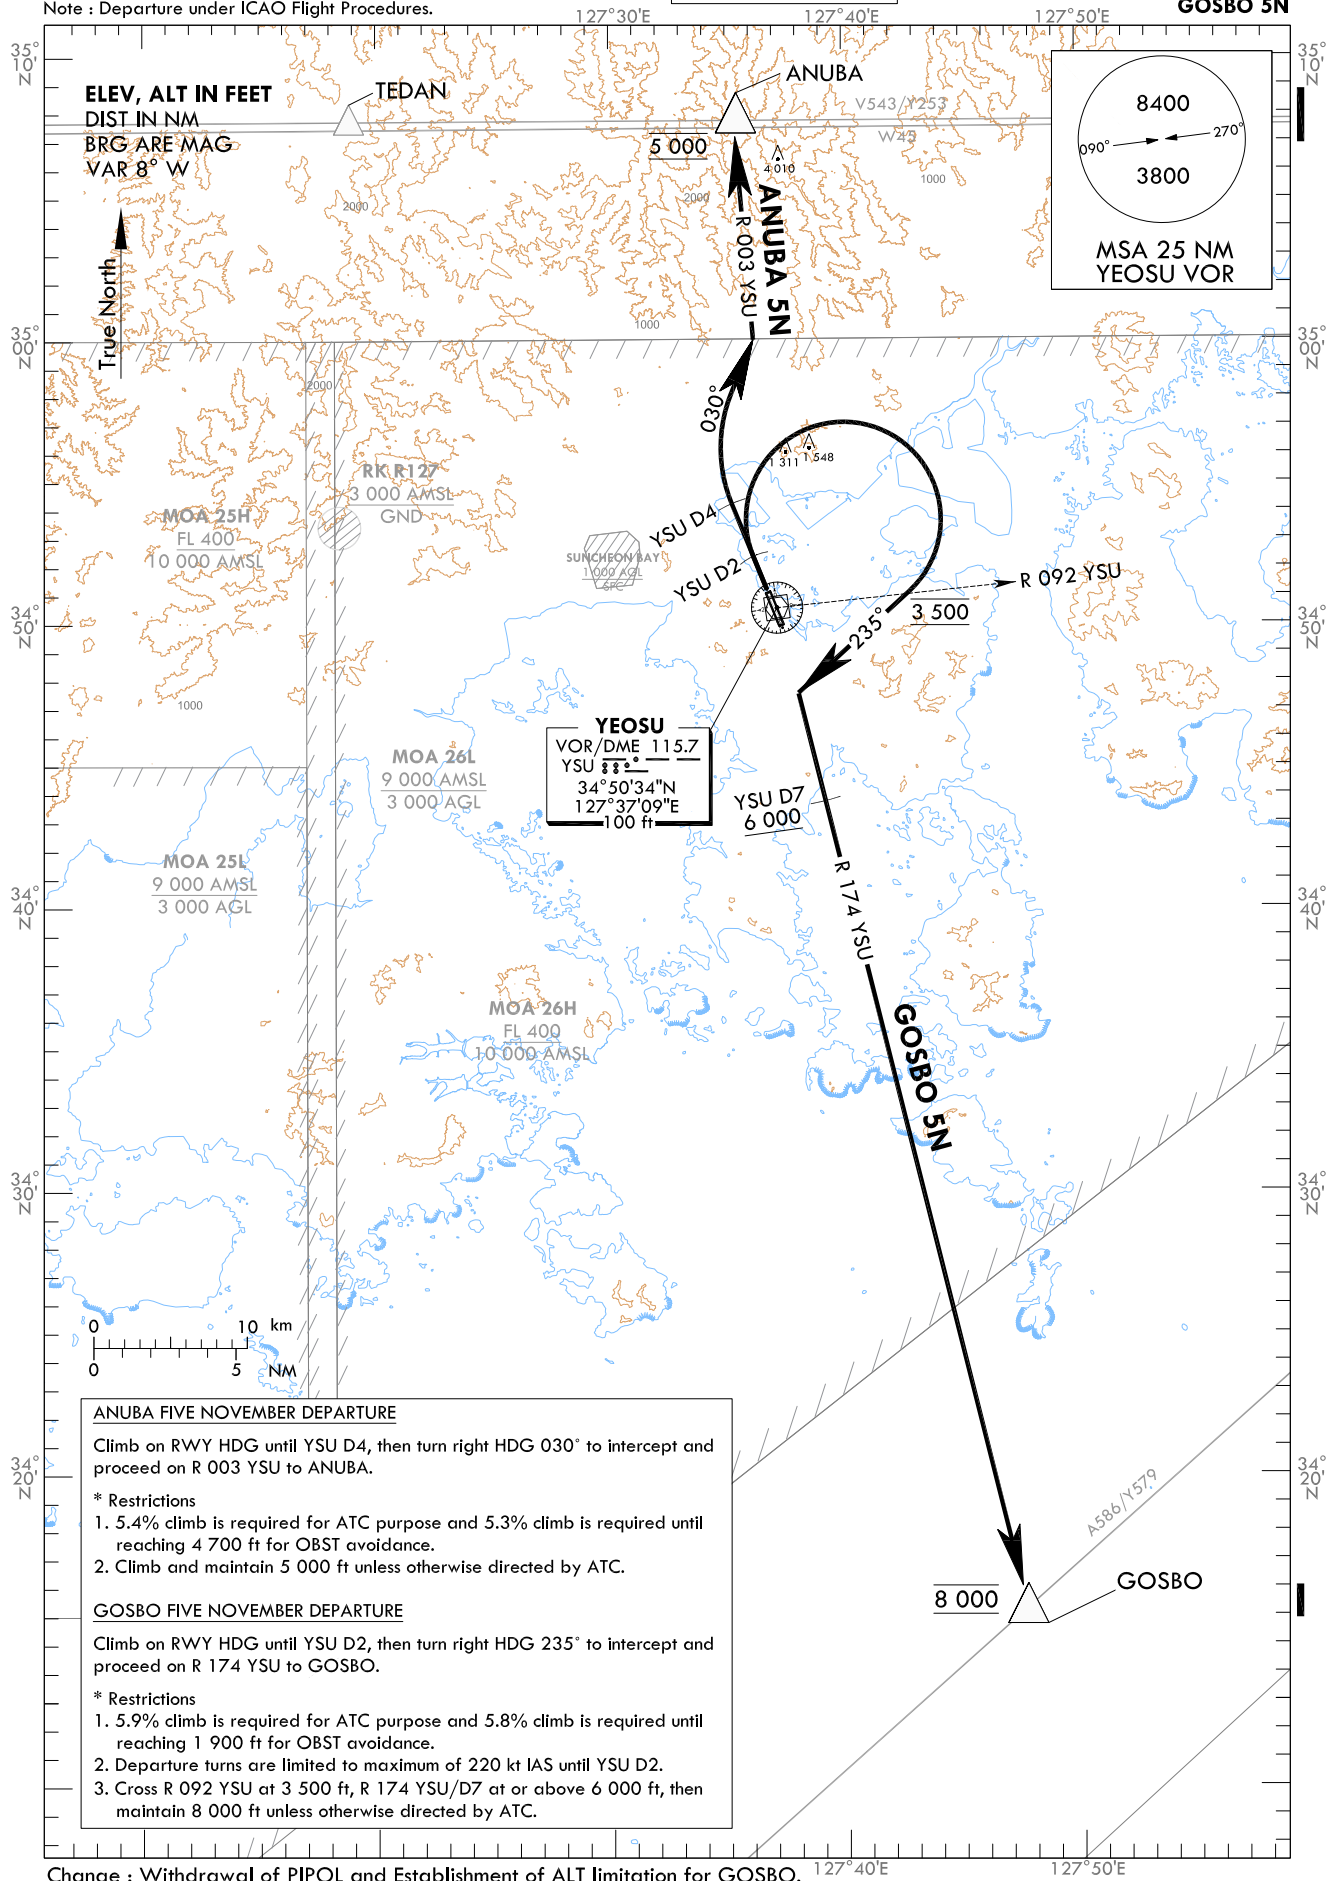 Note : Departure under ICAO Flight Procedures.
127°30'E
127°40'E
127°50'E
GOSBO 5N
35°
10'
N
35°
10'
N
ELEV, ALT IN FEET
DIST IN NM
BRG ARE MAG
VAR 8° W
True North
TEDAN
ANUBA
5 000
4 010
V543/Y253
W45
1000
2000
2000
8400
090°
270°
3800
MSA 25 NM
YEOSU VOR
ANUBA 5N
R 003 YSU
1000
35°
00'
N
35°
00'
N
2000
030°
1 311
1 548
RK R127
3 000 AMSL
GND
MOA 25H
FL 400
10 000 AMSL
SUNCHEON BAY
1 000 AGL
SFC
YSU D4
YSU D2
R 092 YSU
3 500
235°
34°
50'
N
34°
50'
N
1000
YEOSU
VOR/DME 115.7
YSU
34°50'34"N
127°37'09"E
100 ft
MOA 26L
9 000 AMSL
3 000 AGL
YSU D7
6 000
MOA 25L
9 000 AMSL
3 000 AGL
R 174 YSU
34°
40'
N
34°
40'
N
MOA 26H
FL 400
10 000 AMSL
GOSBO 5N
34°
30'
N
34°
30'
N
0 10 km
0 5 NM
34°
20'
N
34°
20'
N
A586/Y579
8 000
GOSBO
ANUBA FIVE NOVEMBER DEPARTURE
Climb on RWY HDG until YSU D4, then turn right HDG 030° to intercept and
proceed on R 003 YSU to ANUBA.
* Restrictions
1. 5.4% climb is required for ATC purpose and 5.3% climb is required until
reaching 4 700 ft for OBST avoidance.
2. Climb and maintain 5 000 ft unless otherwise directed by ATC.
GOSBO FIVE NOVEMBER DEPARTURE
Climb on RWY HDG until YSU D2, then turn right HDG 235° to intercept and
proceed on R 174 YSU to GOSBO.
* Restrictions
1. 5.9% climb is required for ATC purpose and 5.8% climb is required until
reaching 1 900 ft for OBST avoidance.
2. Departure turns are limited to maximum of 220 kt IAS until YSU D2.
3. Cross R 092 YSU at 3 500 ft, R 174 YSU/D7 at or above 6 000 ft, then
maintain 8 000 ft unless otherwise directed by ATC.
127°40'E
127°50'E
Change : Withdrawal of PIPOL and Establishment of ALT limitation for GOSBO.